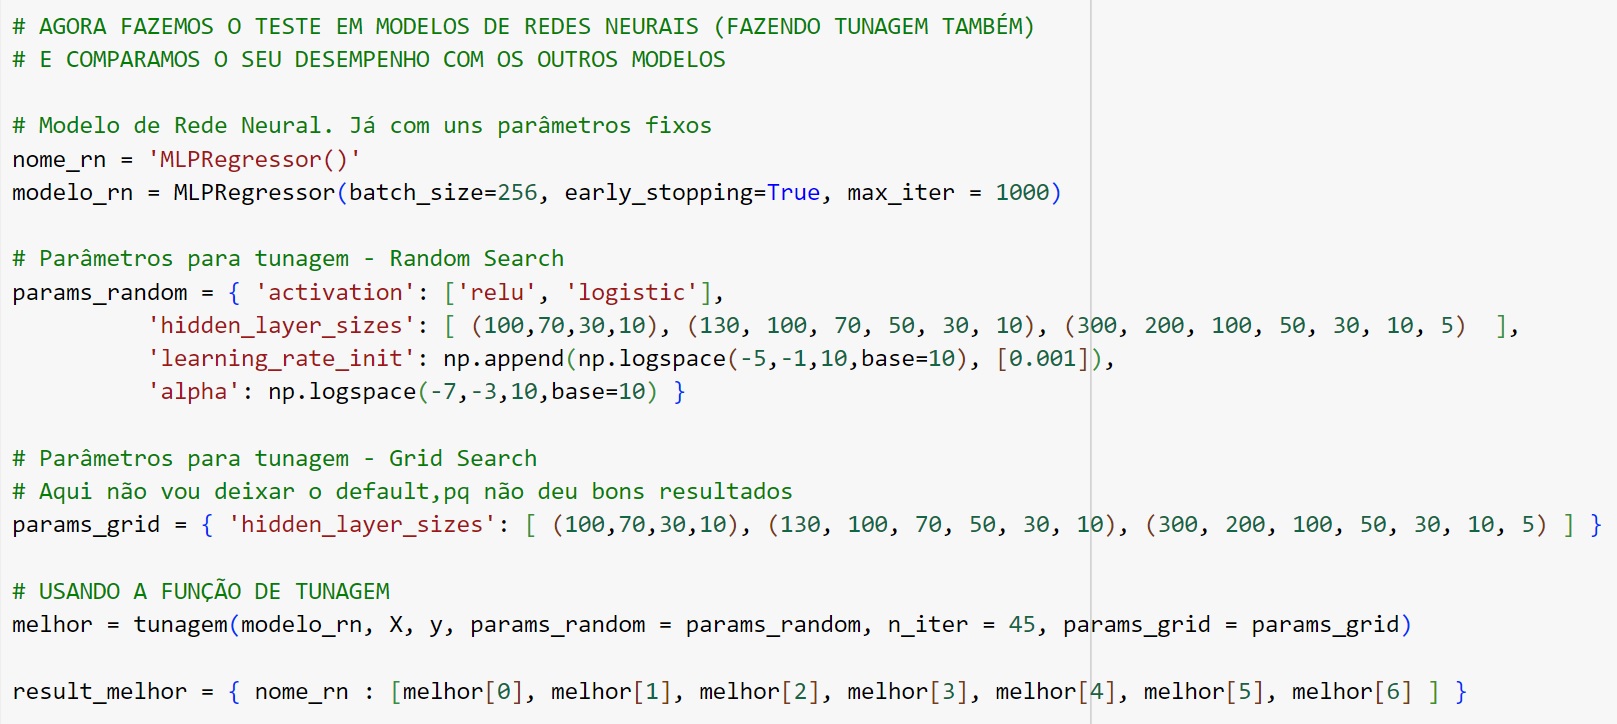 # AGORA FAZEMOS O TESTE EM MODELOS DE REDES NEURAIS (FAZENDO TUNAGEM TAMBÉM)
# E COMPARAMOS O SEU DESEMPENHO COM OS OUTROS MODELOS
# Modelo de Rede Neural. Já com uns parâmetros fixos
nome_rn = 'MLPRegressor()'
modelo_rn = MLPRegressor(batch_size=256, early_stopping=True, max_iter = 1000)
# Parâmetros para tunagem - Random Search
params_random = { 'activation': ['relu', 'logistic'],
'hidden_layer_sizes': [ (100,70,30,10), (130, 100, 70, 50, 30, 10), (300, 200, 100, 50, 30, 10, 5)  ],
'learning_rate_init': np.append(np.logspace(-5,-1,10,base=10), [0.001]),
'alpha': np.logspace(-7,-3,10,base=10) }
# Parâmetros para tunagem - Grid Search
# Aqui não vou deixar o default,pq não deu bons resultados
params_grid = { 'hidden_layer_sizes': [ (100,70,30,10), (130, 100, 70, 50, 30, 10), (300, 200, 100, 50, 30, 10, 5) ] }
# USANDO A FUNÇÃO DE TUNAGEM
melhor = tunagem(modelo_rn, X, y, params_random = params_random, n_iter = 45, params_grid = params_grid)
result_melhor = { nome_rn : [melhor[0], melhor[1], melhor[2], melhor[3], melhor[4], melhor[5], melhor[6] ] }